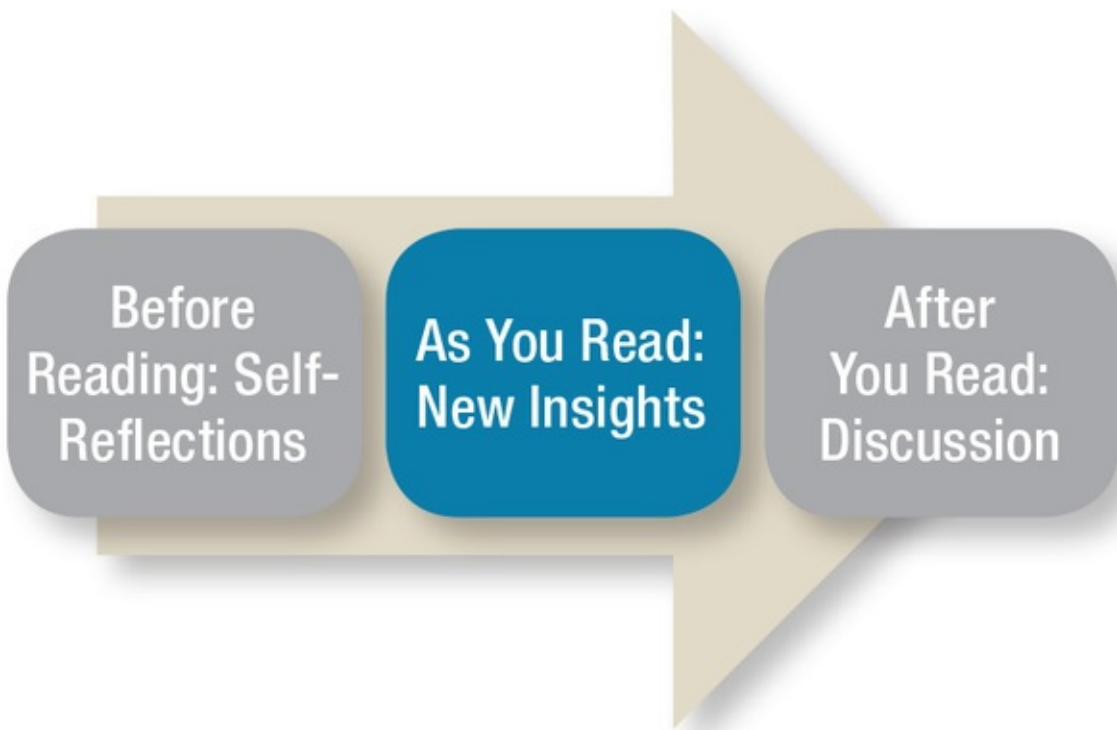 Before
Reading: Self-
Reflections
As You Read:
New Insights
After
You Read:
Discussion